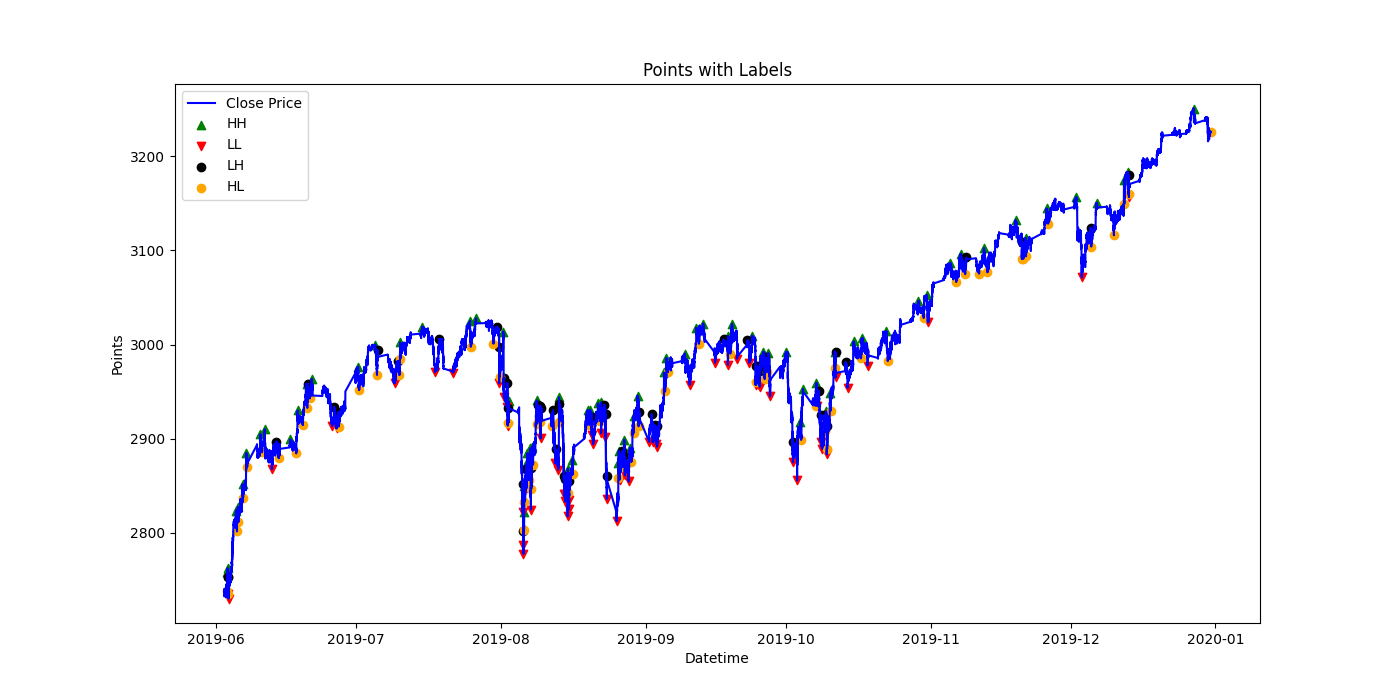 Points with Labels
Close Price
HH
LL
LH
HL
Points
3200
3100
3000
2900
2800
2019-06 2019-07 2019-08 2019-09 2019-10 2019-11 2019-12 2020-01
Datetime